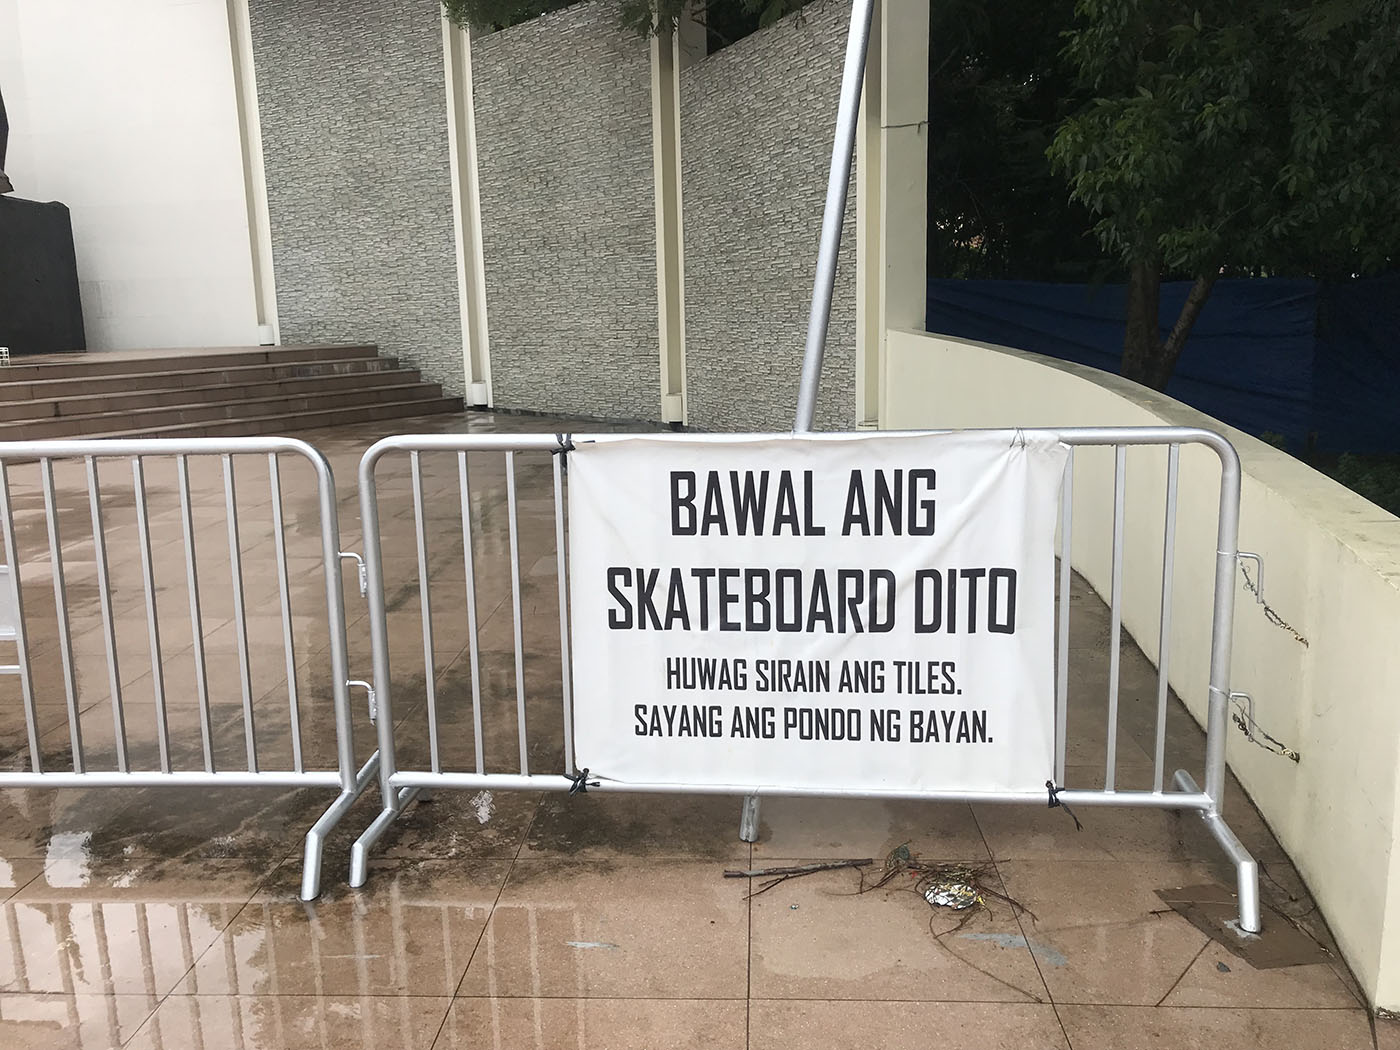 BAWAL ANG
SKATEBOARD DITO
HUWAG SIRAIN ANG TILES.
SAYANG ANG PONDO NG BAYAN.